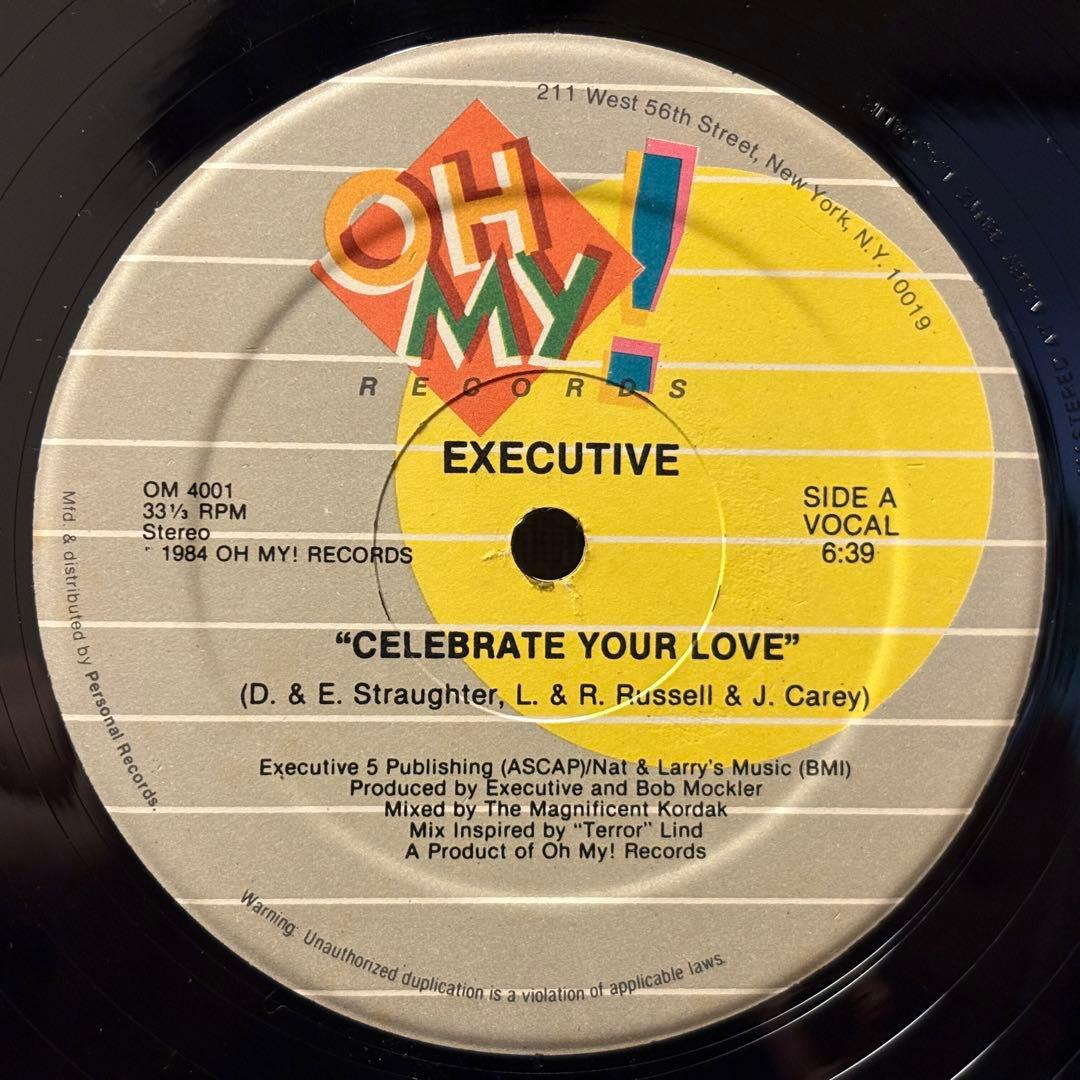 211 West 56th Street, New York, N.Y. 10019
OH
MY!
RECORDS
EXECUTIVE
OM 4001
33⅓ RPM
Stereo
1984 OH MY! RECORDS
SIDE A
VOCAL
6:39
“CELEBRATE YOUR LOVE”
(D. & E. Straughter, L. & R. Russell & J. Carey)
Executive 5 Publishing (ASCAP)/Nat & Larry's Music (BMI)
Produced by Executive and Bob Mockler
Mixed by The Magnificent Kordak
Mix Inspired by “Terror” Lind
A Product of Oh My! Records
Mfd. & distributed by Personal Records.
Warning: Unauthorized duplication is a violation of applicable laws.